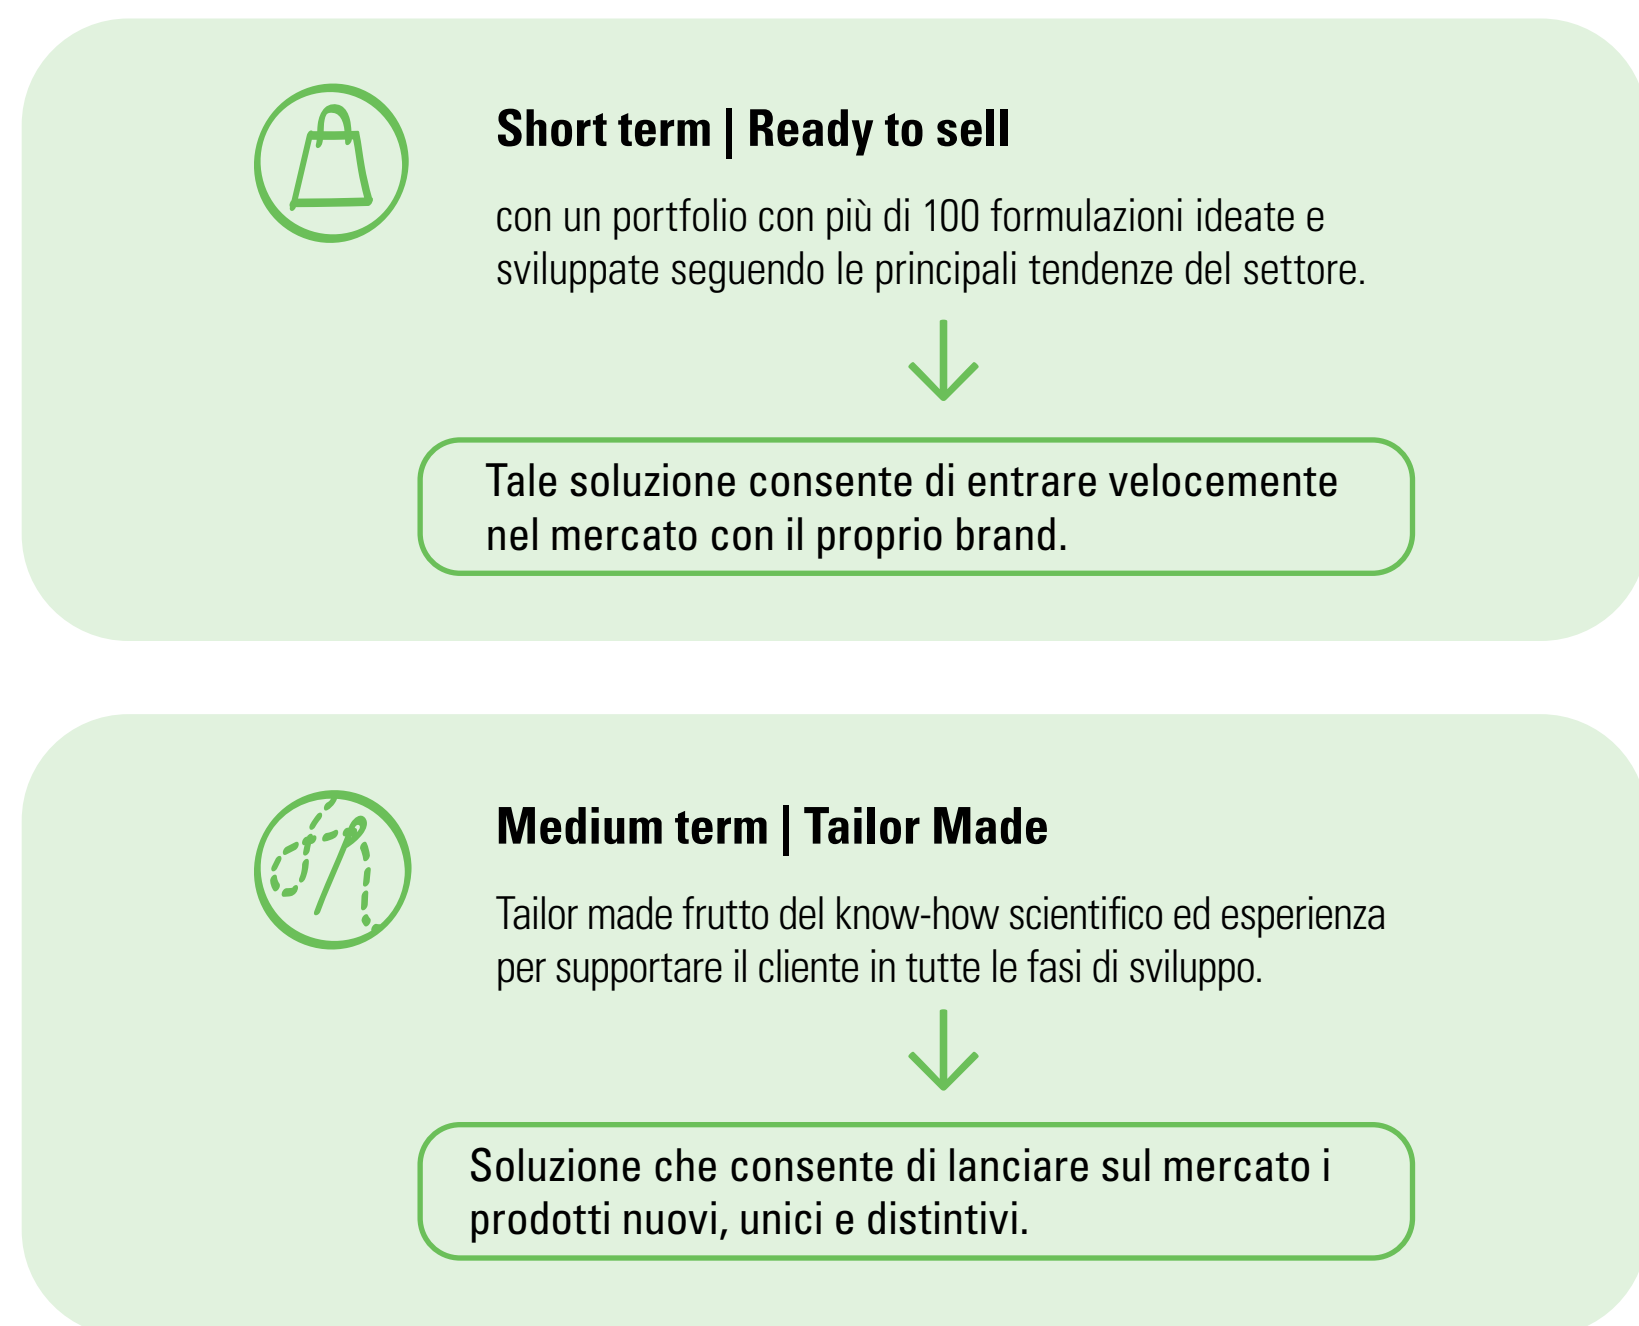 Short term | Ready to sell
con un portfolio con più di 100 formulazioni ideate e
sviluppate seguendo le principali tendenze del settore.
Tale soluzione consente di entrare velocemente
nel mercato con il proprio brand.
Medium term | Tailor Made
Tailor made frutto del know-how scientifico ed esperienza
per supportare il cliente in tutte le fasi di sviluppo.
Soluzione che consente di lanciare sul mercato i
prodotti nuovi, unici e distintivi.